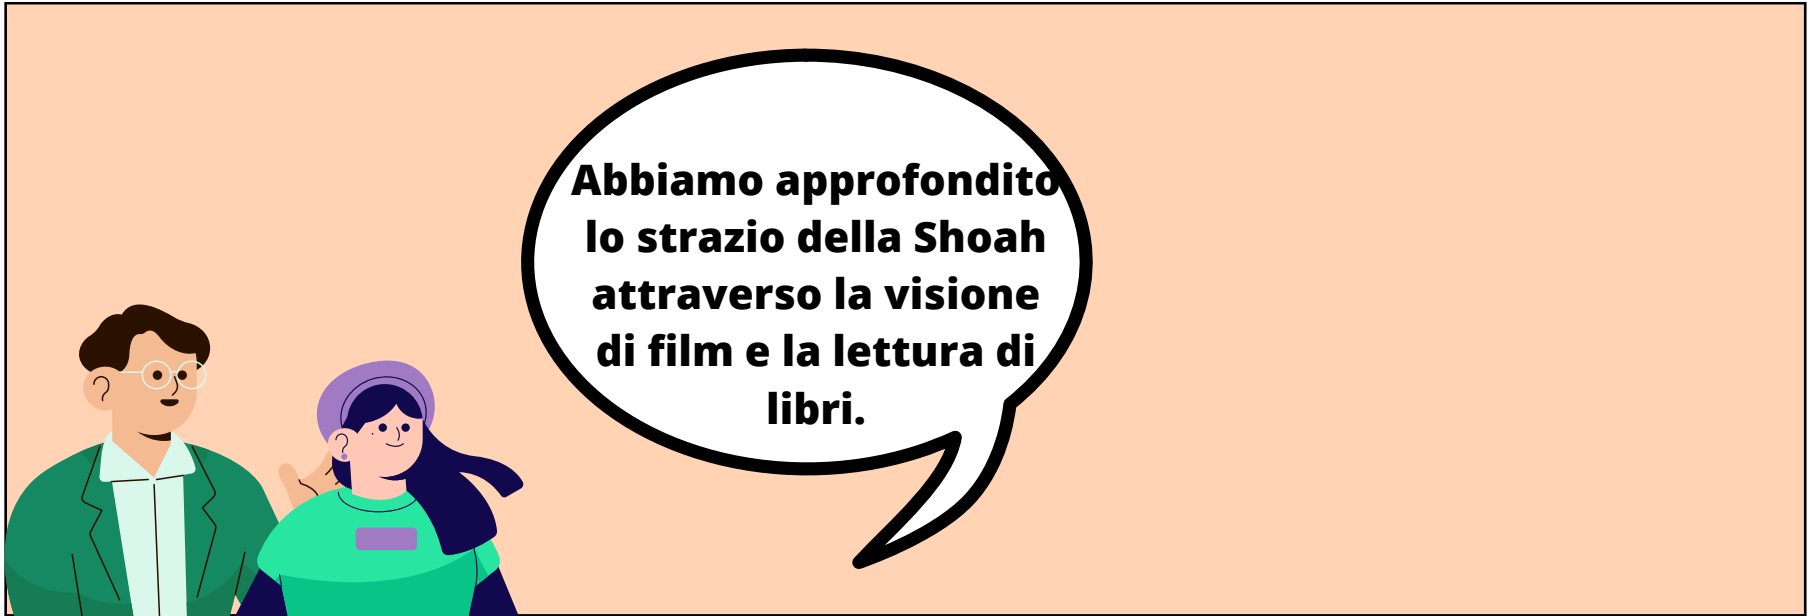 Abbiamo approfondito
lo strazio della Shoah
attraverso la visione
di film e la lettura di
libri.